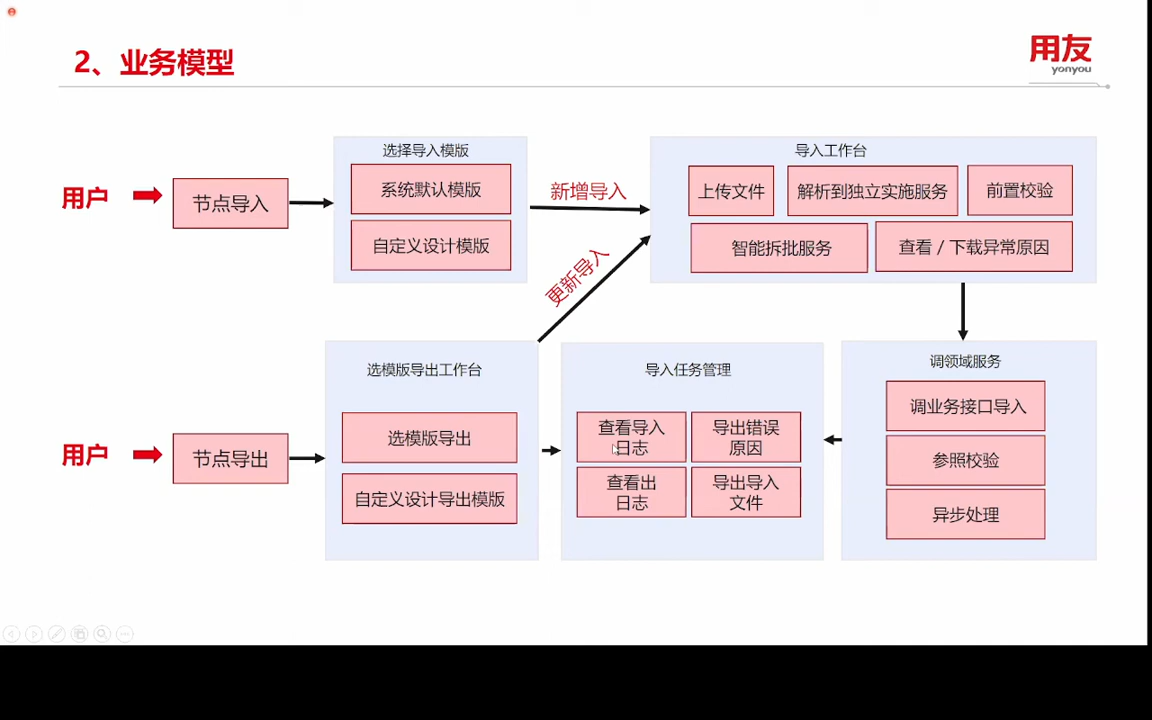 2、业务模型
用友
yonyou
用户
节点导入
选择导入模版
系统默认模版
自定义设计模版
新增导入
更新导入
导入工作台
上传文件
解析到独立实施服务
前置校验
智能拆批服务
查看/下载异常原因
用户
节点导出
选模版导出工作台
选模版导出
自定义设计导出模版
导入任务管理
查看导入
日志
导出错误
原因
查看出
日志
导出导入
文件
调领域服务
调业务接口导入
参照校验
异步处理